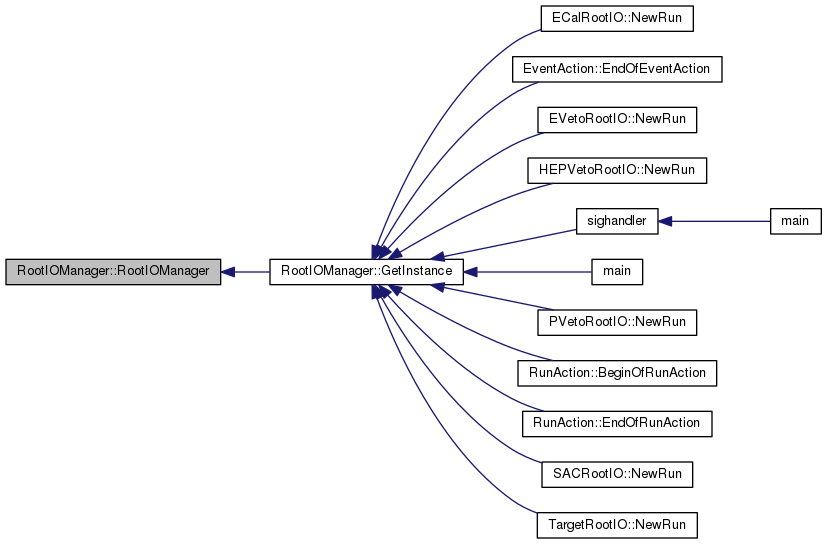 ECalRootIO::NewRun
EventAction::EndOfEventAction
EVetoRootIO::NewRun
HEPVetoRootIO::NewRun
sighandler
main
RootIOManager::RootIOManager
RootIOManager::GetInstance
main
PVetoRootIO::NewRun
RunAction::BeginOfRunAction
RunAction::EndOfRunAction
SACRootIO::NewRun
TargetRootIO::NewRun